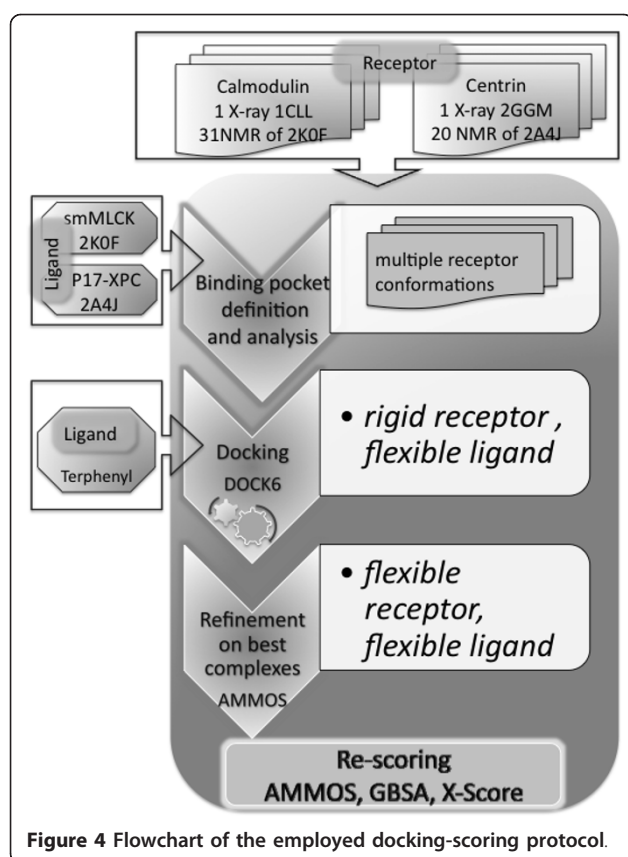 Receptor
Calmodulin
1 X-ray 1CLL
31NMR of 2K0F
Centrin
1 X-ray 2GGM
20 NMR of 2A4J
smMLCK
2K0F
Ligand
P17-XPC
2A4J
Binding pocket
definition
and analysis
multiple receptor
conformations
Ligand
Terphenyl
Docking
DOCK6
• rigid receptor ,
flexible ligand
Refinement
on best
complexes
AMMOS
• flexible
receptor,
flexible ligand
Re-scoring
AMMOS, GBSA, X-Score
Figure 4 Flowchart of the employed docking-scoring protocol.